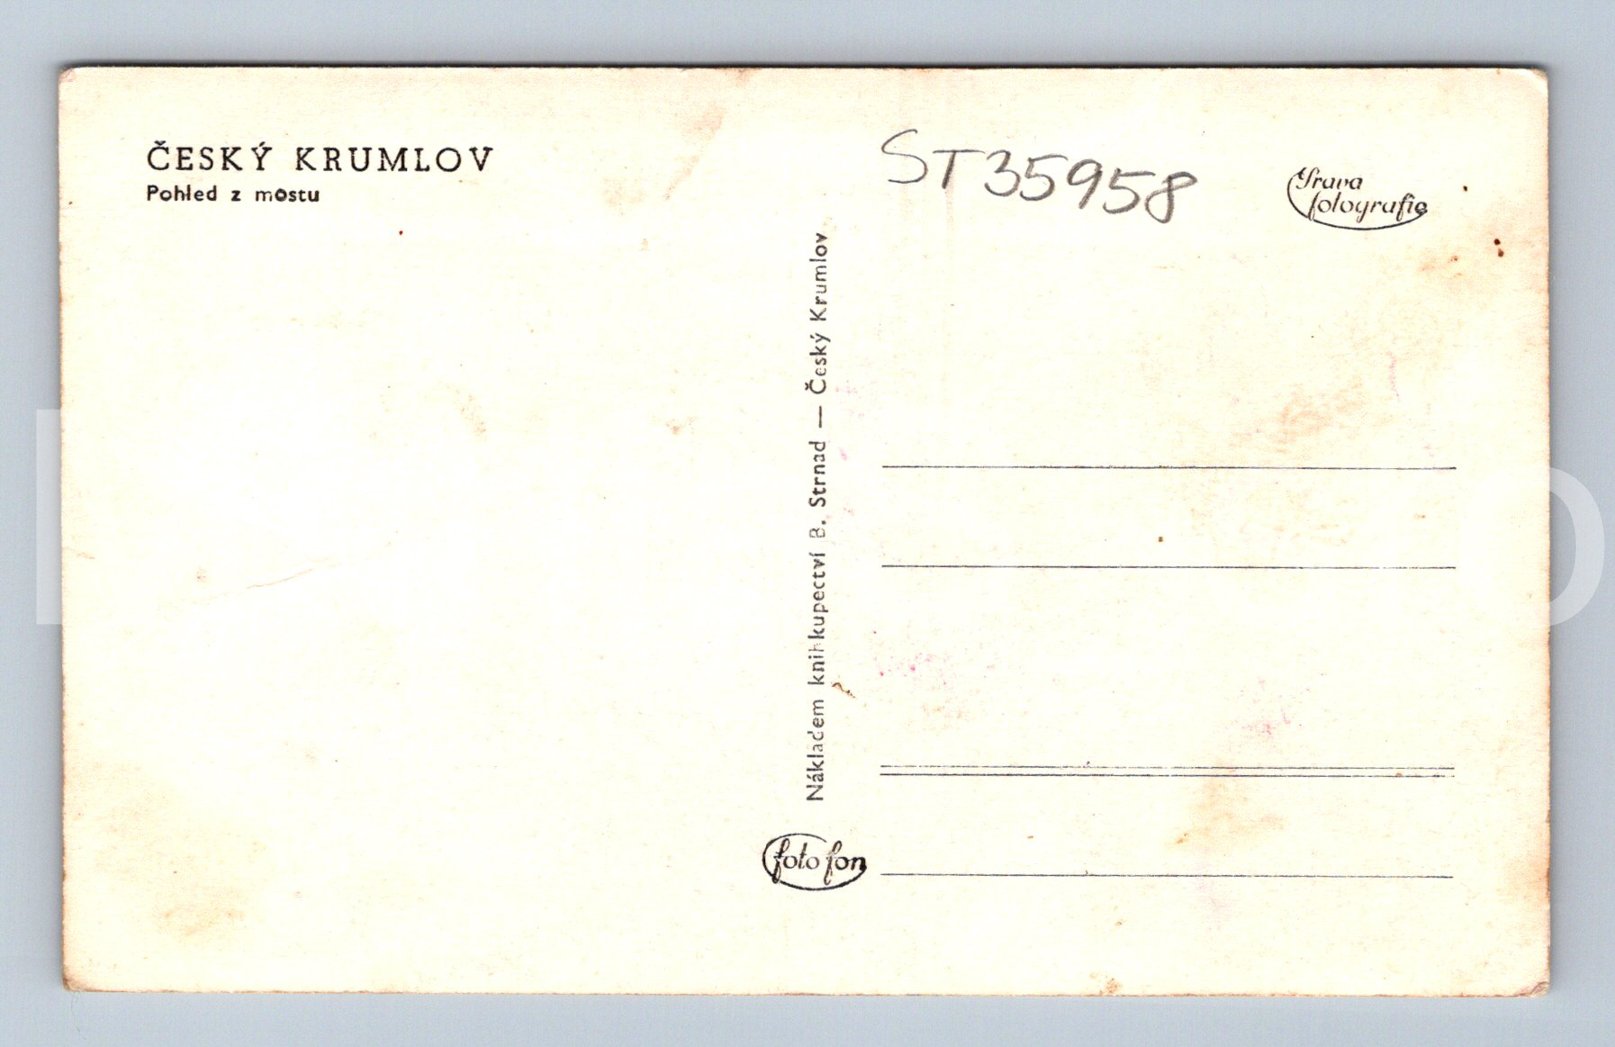 ČESKÝ KRUMLOV
Pohled z mostu
ST35958
Pravá
fotografie
Nákladem knihkupectví B. Strnad — Český Krumlov
foto fon